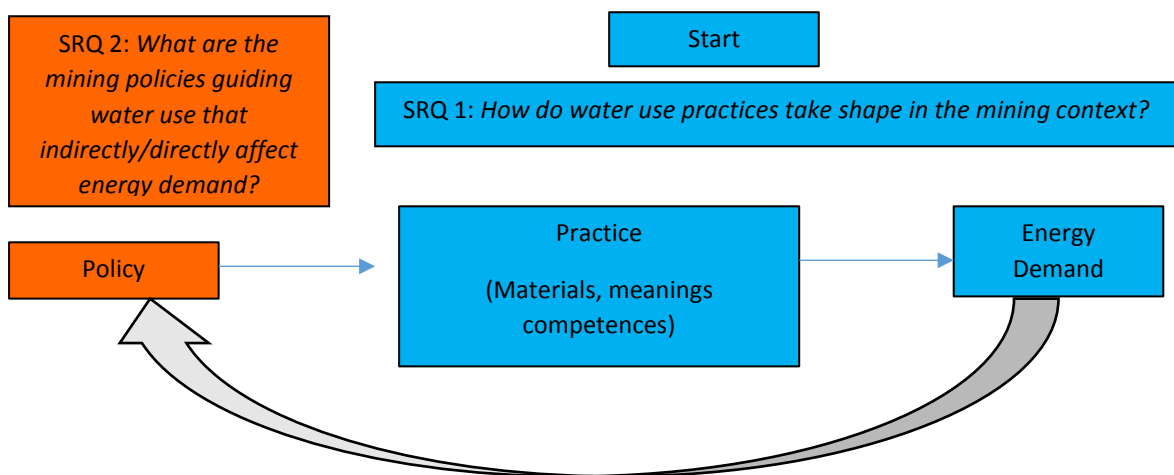 SRQ 2: What are the
mining policies guiding
water use that
indirectly/directly affect
energy demand?
Start
SRQ 1: How do water use practices take shape in the mining context?
Policy
Practice
(Materials, meanings
competences)
Energy
Demand